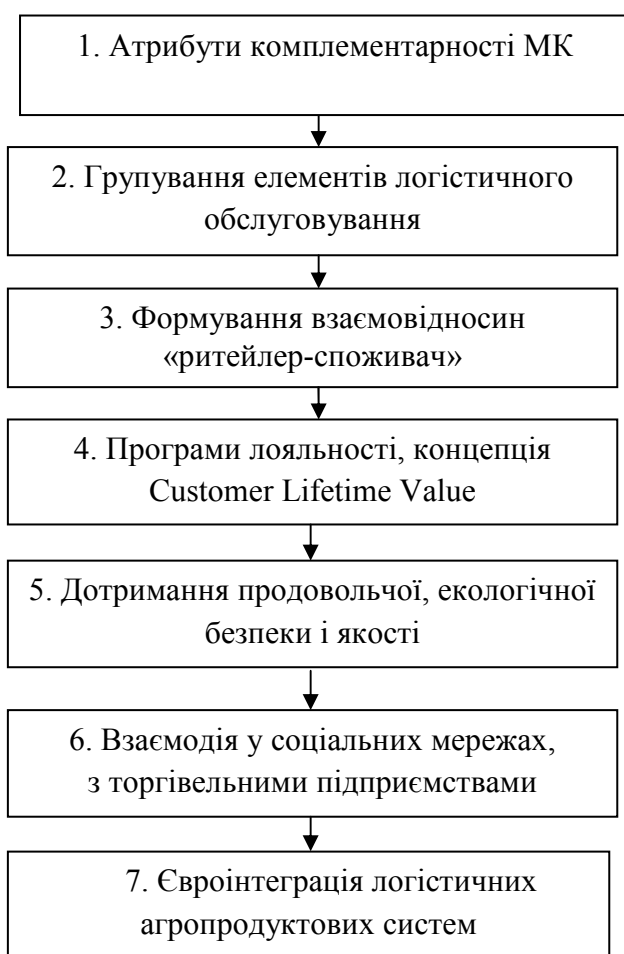 1. Атрибути комплементарності МК
2. Групування елементів логістичного
обслуговування
3. Формування взаємовідносин
«ритейлер-споживач»
4. Програми лояльності, концепція
Customer Lifetime Value
5. Дотримання продовольчої, екологічної
безпеки і якості
6. Взаємодія у соціальних мережах,
з торгівельними підприємствами
7. Євроінтеграція логістичних
агропродуктових систем